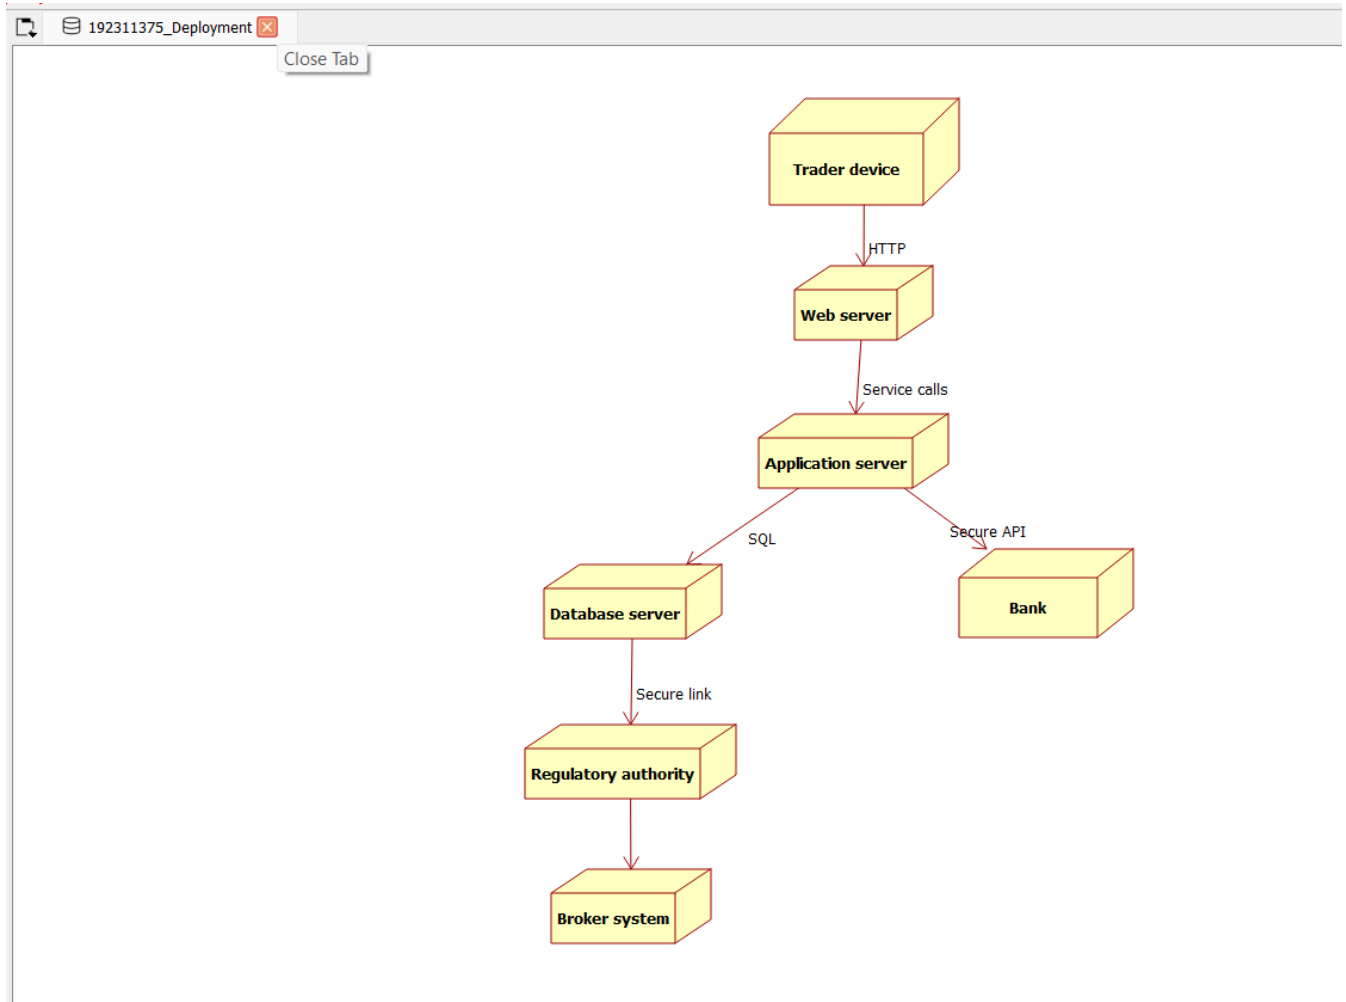 192311375_Deployment
Close Tab
Trader device
HTTP
Web server
Service calls
Application server
SQL
Secure API
Database server
Bank
Secure link
Regulatory authority
Broker system